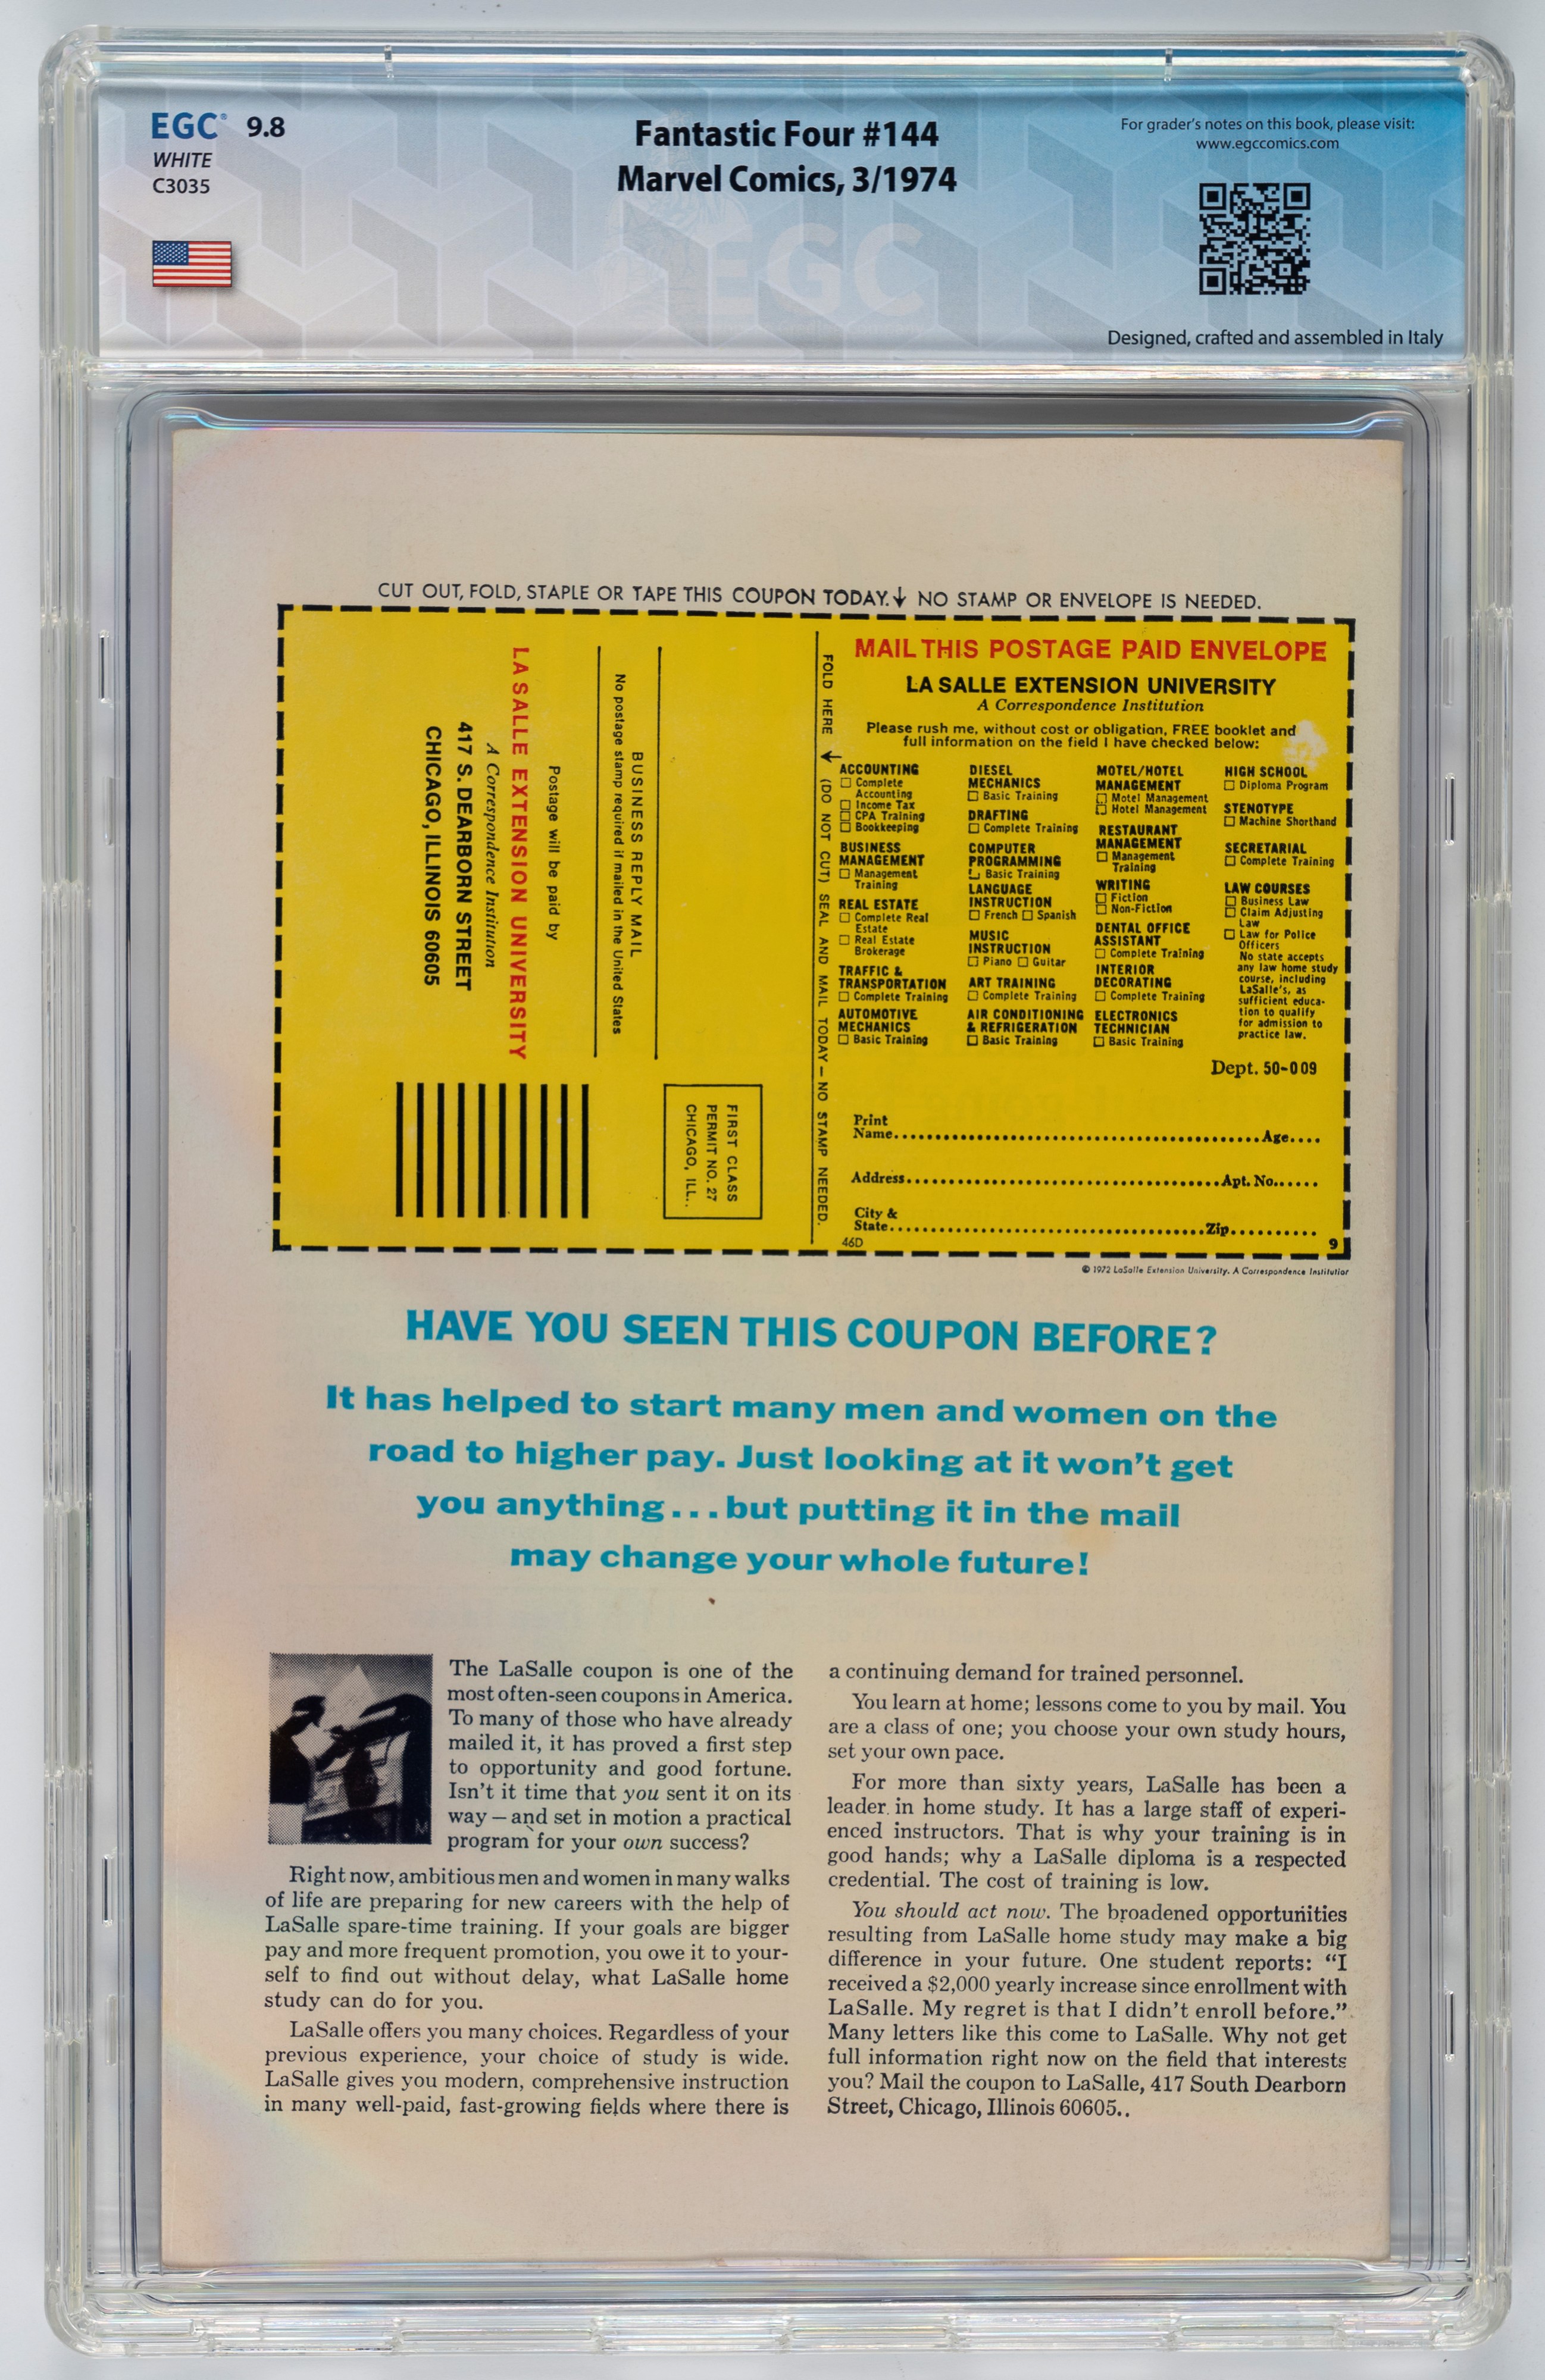 EGC® 9.8
WHITE
C3035
Fantastic Four #144
Marvel Comics, 3/1974
For grader's notes on this book, please visit:
www.egccomics.com
EGC
Designed, crafted and assembled in Italy
CUT OUT, FOLD, STAPLE OR TAPE THIS COUPON TODAY.↓ NO STAMP OR ENVELOPE IS NEEDED.
BUSINESS REPLY MAIL
No postage stamp required if mailed in the United States
Postage will be paid by
LA SALLE EXTENSION UNIVERSITY
A Correspondence Institution
417 S. DEARBORN STREET
CHICAGO, ILLINOIS 60605
FIRST CLASS
PERMIT NO. 27
CHICAGO, ILL.
FOLD HERE ↓ (DO NOT CUT) SEAL AND MAIL TODAY – NO STAMP NEEDED.
MAIL THIS POSTAGE PAID ENVELOPE
LA SALLE EXTENSION UNIVERSITY
A Correspondence Institution
Please rush me, without cost or obligation, FREE booklet and
full information on the field I have checked below:
ACCOUNTING
☐ Complete
Accounting
☐ Income Tax
☐ CPA Training
☐ Bookkeeping
BUSINESS
MANAGEMENT
☐ Management
Training
REAL ESTATE
☐ Complete Real
Estate
☐ Real Estate
Brokerage
TRAFFIC &
TRANSPORTATION
☐ Complete Training
AUTOMOTIVE
MECHANICS
☐ Basic Training
DIESEL
MECHANICS
☐ Basic Training
DRAFTING
☐ Complete Training
COMPUTER
PROGRAMMING
☐ Basic Training
LANGUAGE
INSTRUCTION
☐ French ☐ Spanish
MUSIC
INSTRUCTION
☐ Piano ☐ Guitar
ART TRAINING
☐ Complete Training
AIR CONDITIONING
& REFRIGERATION
☐ Basic Training
MOTEL/HOTEL
MANAGEMENT
☐ Motel Management
☐ Hotel Management
RESTAURANT
MANAGEMENT
☐ Management
Training
WRITING
☐ Fiction
☐ Non-Fiction
DENTAL OFFICE
ASSISTANT
☐ Complete Training
INTERIOR
DECORATING
☐ Complete Training
ELECTRONICS
TECHNICIAN
☐ Basic Training
HIGH SCHOOL
☐ Diploma Program
STENOTYPE
☐ Machine Shorthand
SECRETARIAL
☐ Complete Training
LAW COURSES
☐ Business Law
☐ Claim Adjusting
Law
☐ Law for Police
Officers
No state accepts
any law home study
course, including
LaSalle's, as
sufficient educa-
tion to qualify
for admission to
practice law.
Dept. 50-009
Print
Name..............................Age....
Address..............................Apt. No......
City &
State..............................Zip..........
46D
9
© 1972 LaSalle Extension University. A Correspondence Institution
HAVE YOU SEEN THIS COUPON BEFORE?
It has helped to start many men and women on the
road to higher pay. Just looking at it won't get
you anything...but putting it in the mail
may change your whole future!
The LaSalle coupon is one of the
most often-seen coupons in America.
To many of those who have already
mailed it, it has proved a first step
to opportunity and good fortune.
Isn't it time that you sent it on its
way — and set in motion a practical
program for your own success?
Right now, ambitious men and women in many walks
of life are preparing for new careers with the help of
LaSalle spare-time training. If your goals are bigger
pay and more frequent promotion, you owe it to your-
self to find out without delay, what LaSalle home
study can do for you.
LaSalle offers you many choices. Regardless of your
previous experience, your choice of study is wide.
LaSalle gives you modern, comprehensive instruction
in many well-paid, fast-growing fields where there is
a continuing demand for trained personnel.
You learn at home; lessons come to you by mail. You
are a class of one; you choose your own study hours,
set your own pace.
For more than sixty years, LaSalle has been a
leader in home study. It has a large staff of experi-
enced instructors. That is why your training is in
good hands; why a LaSalle diploma is a respected
credential. The cost of training is low.
You should act now. The broadened opportunities
resulting from LaSalle home study may make a big
difference in your future. One student reports: "I
received a $2,000 yearly increase since enrollment with
LaSalle. My regret is that I didn't enroll before."
Many letters like this come to LaSalle. Why not get
full information right now on the field that interests
you? Mail the coupon to LaSalle, 417 South Dearborn
Street, Chicago, Illinois 60605..